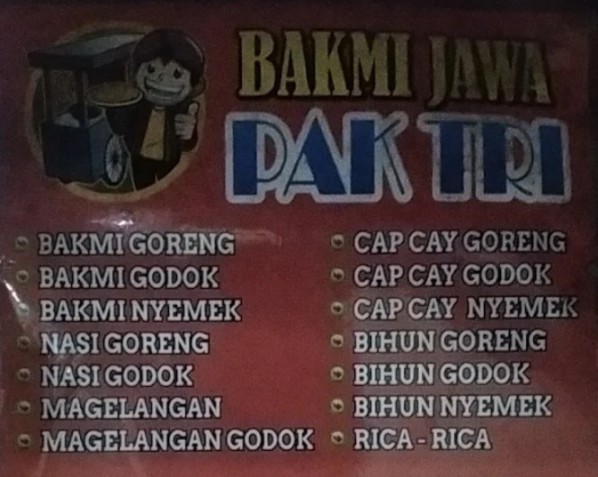 BAKMI JAWA
PAK TRI
BAKMI GORENG
BAKMI GODOK
BAKMI NYEMEK
NASI GORENG
NASI GODOK
MAGELANGAN
MAGELANGAN GODOK
CAP CAY GORENG
CAP CAY GODOK
CAP CAY NYEMEK
BIHUN GORENG
BIHUN GODOK
BIHUN NYEMEK
RICA - RICA